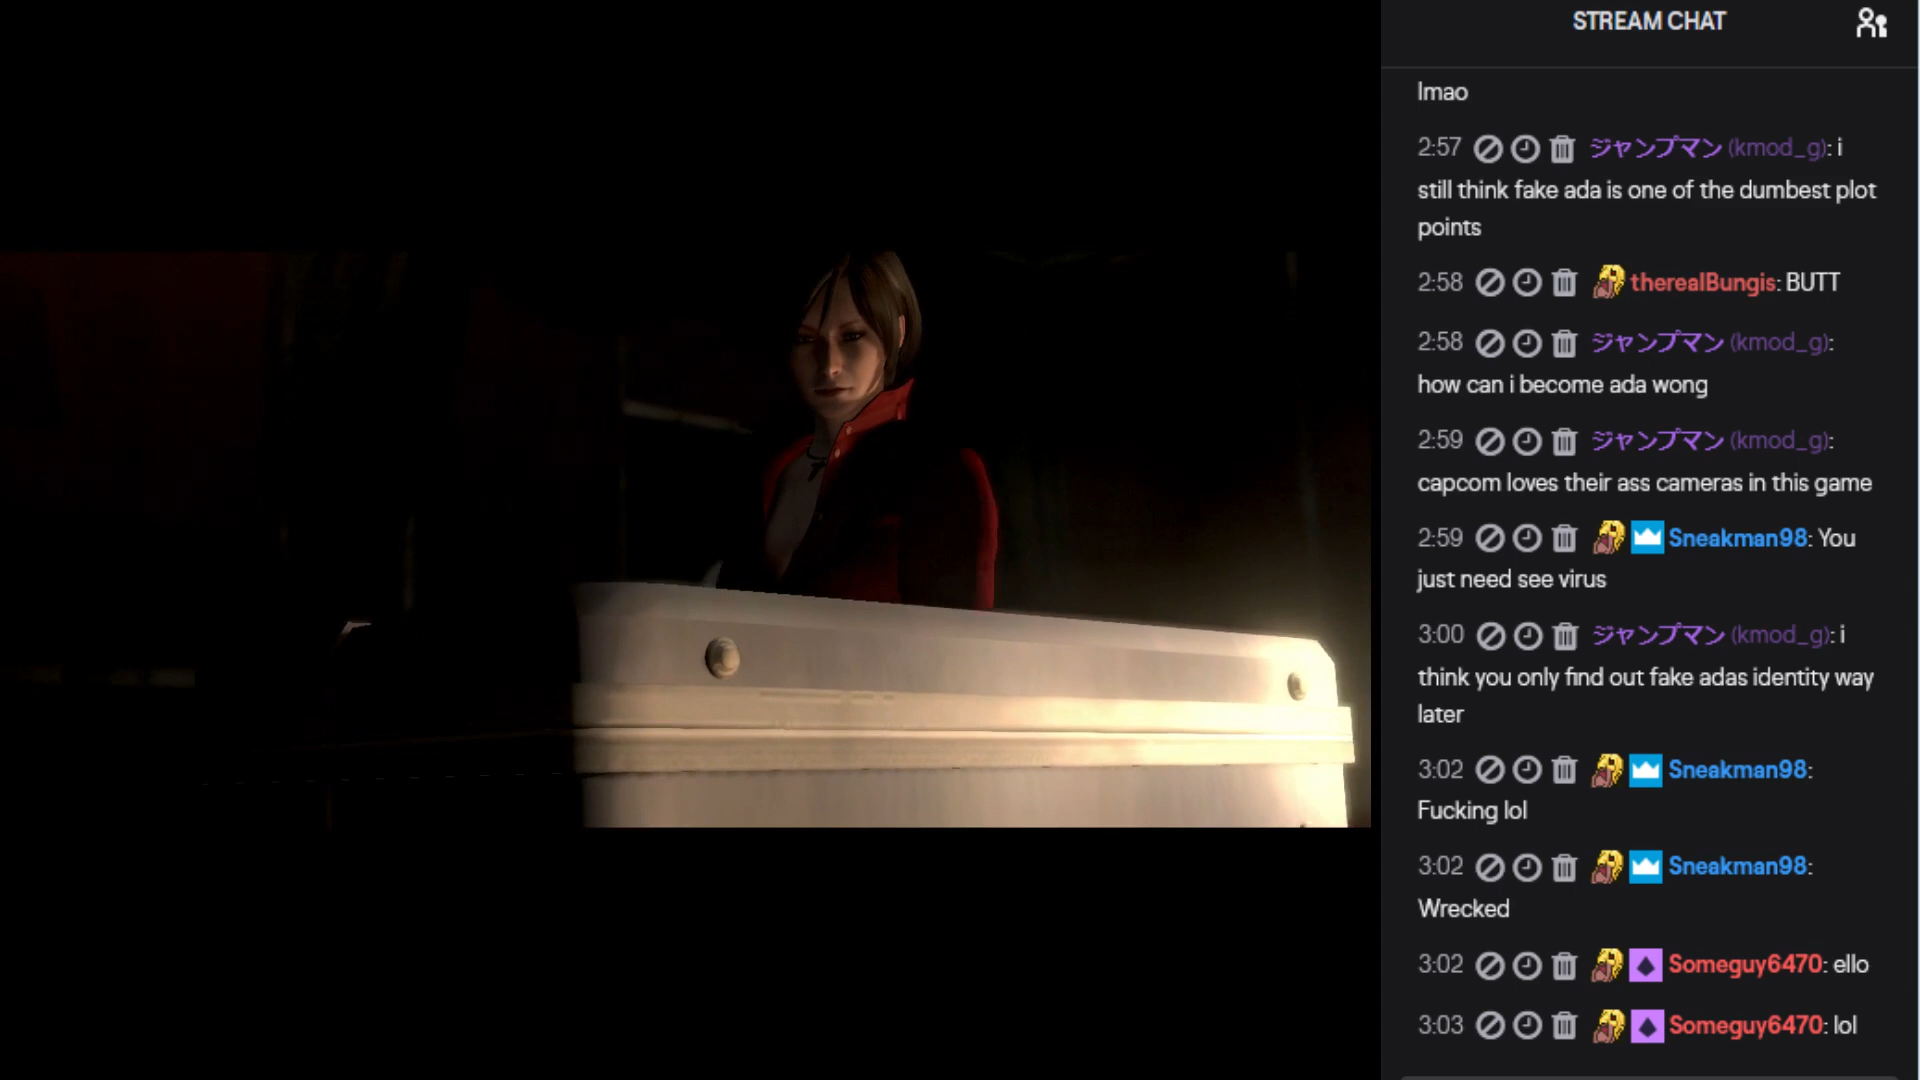 STREAM CHAT
lmao
2:57 ジャンプマン (kmod_g): i
still think fake ada is one of the dumbest plot
points
2:58 therealBungis: BUTT
2:58 ジャンプマン (kmod_g):
how can i become ada wong
2:59 ジャンプマン (kmod_g):
capcom loves their ass cameras in this game
2:59 Sneakman98: You
just need see virus
3:00 ジャンプマン (kmod_g): i
think you only find out fake adas identity way
later
3:02 Sneakman98:
Fucking lol
3:02 Sneakman98:
Wrecked
3:02 Someguy6470: ello
3:03 Someguy6470: lol